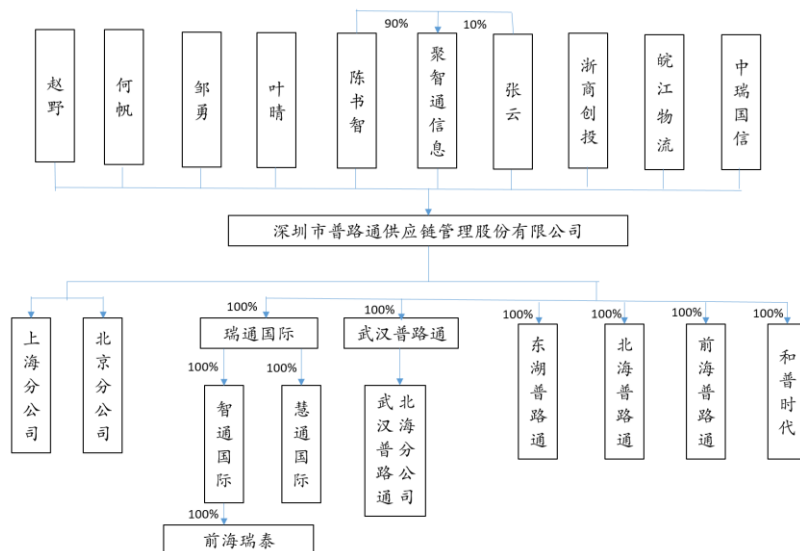 90%
10%
赵野
何帆
邹勇
叶晴
陈书智
聚智通信息
张云
浙商创投
皖江物流
中瑞国信
深圳市普路通供应链管理股份有限公司
上海分公司
北京分公司
100%
瑞通国际
100%
武汉普路通
100%
东湖普路通
100%
北海普路通
100%
前海普路通
100%
和普时代
100%
智通国际
100%
慧通国际
武汉普路通
北海分公司
100%
前海瑞泰